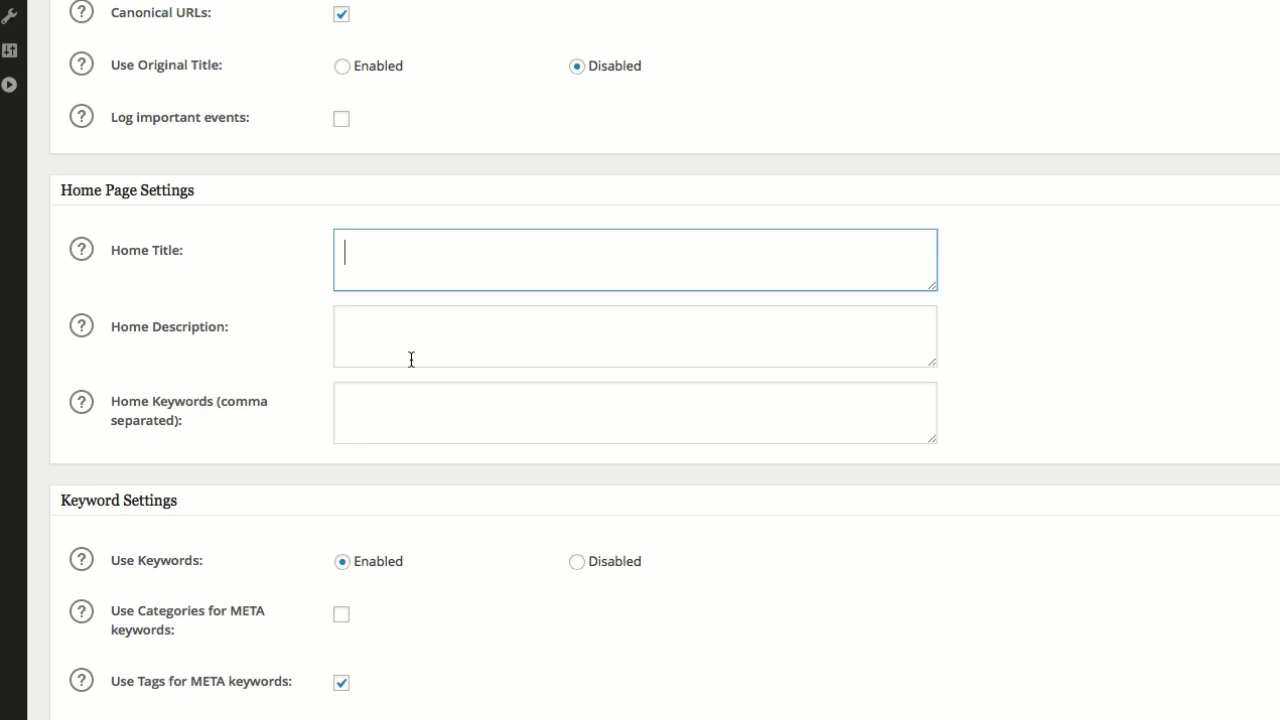 ? Canonical URLs:
? Use Original Title: Enabled Disabled
? Log important events:
Home Page Settings
? Home Title:
? Home Description:
? Home Keywords (comma
separated):
Keyword Settings
? Use Keywords: Enabled Disabled
? Use Categories for META
keywords:
? Use Tags for META keywords: